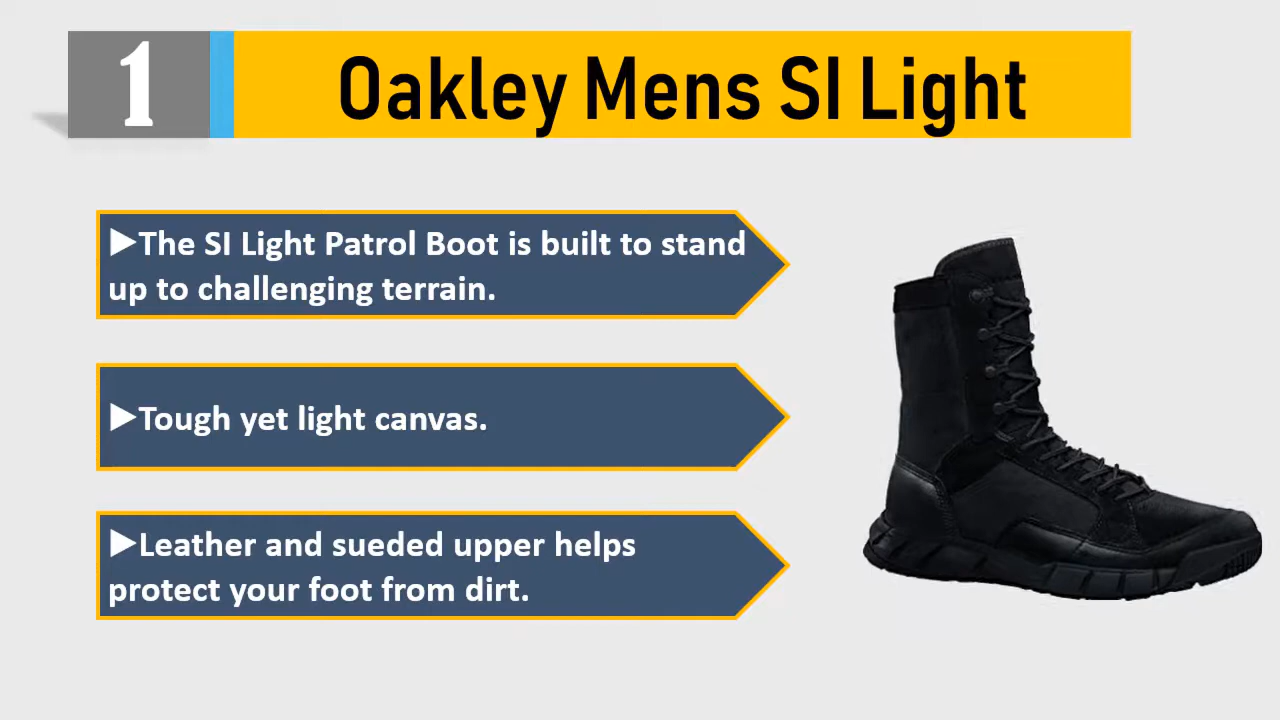 1
Oakley Mens SI Light
▶The SI Light Patrol Boot is built to stand
up to challenging terrain.
▶Tough yet light canvas.
▶Leather and sueded upper helps
protect your foot from dirt.